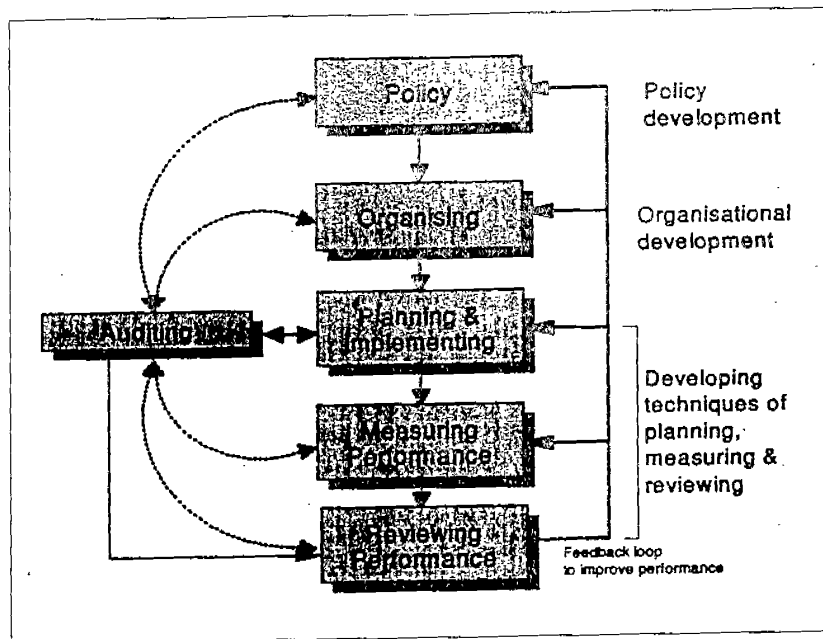 Policy
Policy
development
Organising
Organisational
development
Auditing
Planning &
Implementing
Developing
techniques of
planning,
measuring &
reviewing
Measuring
Performance
Reviewing
Performance
Feedback loop
to improve performance